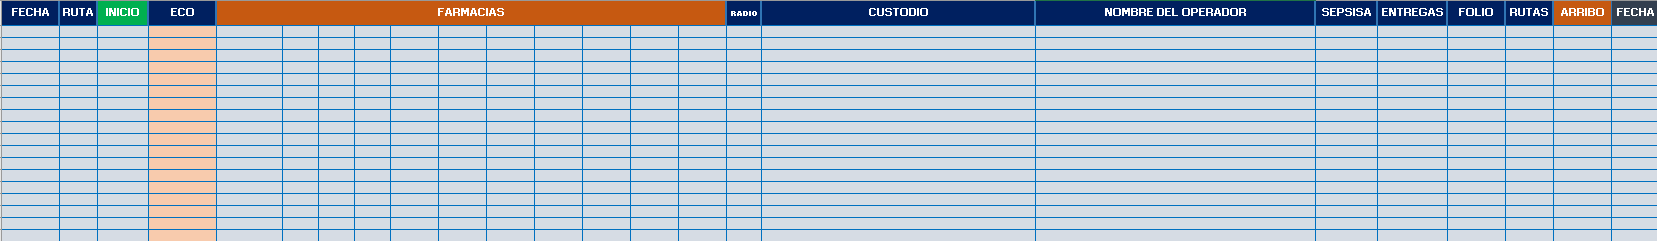 FECHA RUTA INICIO ECO FARMACIAS RADIO CUSTODIO NOMBRE DEL OPERADOR SEPSISA ENTREGAS FOLIO RUTAS ARRIBO FECHA